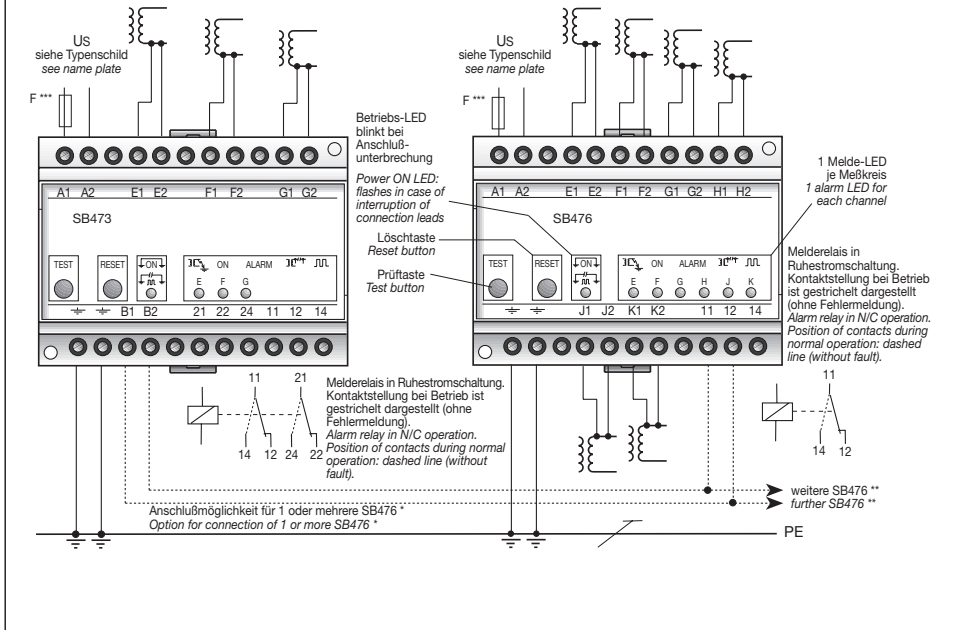 US
siehe Typenschild
see name plate
F ***
A1 A2 E1 E2 F1 F2 G1 G2
SB473
TEST
RESET
ON
ON ALARM
E F G
B1 B2 21 22 24 11 12 14
11 21
14 12 24 22
Melderelais in Ruhestromschaltung.
Kontaktstellung bei Betrieb ist
gestrichelt dargestellt (ohne
Fehlermeldung).
Alarm relay in N/C operation.
Position of contacts during normal
operation: dashed line (without
fault).
Anschlußmöglichkeit für 1 oder mehrere SB476 *
Option for connection of 1 or more SB476 *
Betriebs-LED
blinkt bei
Anschluß-
unterbrechung
Power ON LED:
flashes in case of
interruption of
connection leads
Löschtaste
Reset button
Prüftaste
Test button
US
siehe Typenschild
see name plate
F ***
A1 A2 E1 E2 F1 F2 G1 G2 H1 H2
SB476
TEST
RESET
ON
ON ALARM
E F G H J K
J1 J2 K1 K2 11 12 14
1 Melde-LED
je Meßkreis
1 alarm LED for
each channel
Melderelais in
Ruhestromschaltung.
Kontaktstellung bei Betrieb
ist gestrichelt dargestellt
(ohne Fehlermeldung).
Alarm relay in N/C operation.
Position of contacts during
normal operation: dashed
line (without fault).
11
14 12
weitere SB476 **
further SB476 **
PE